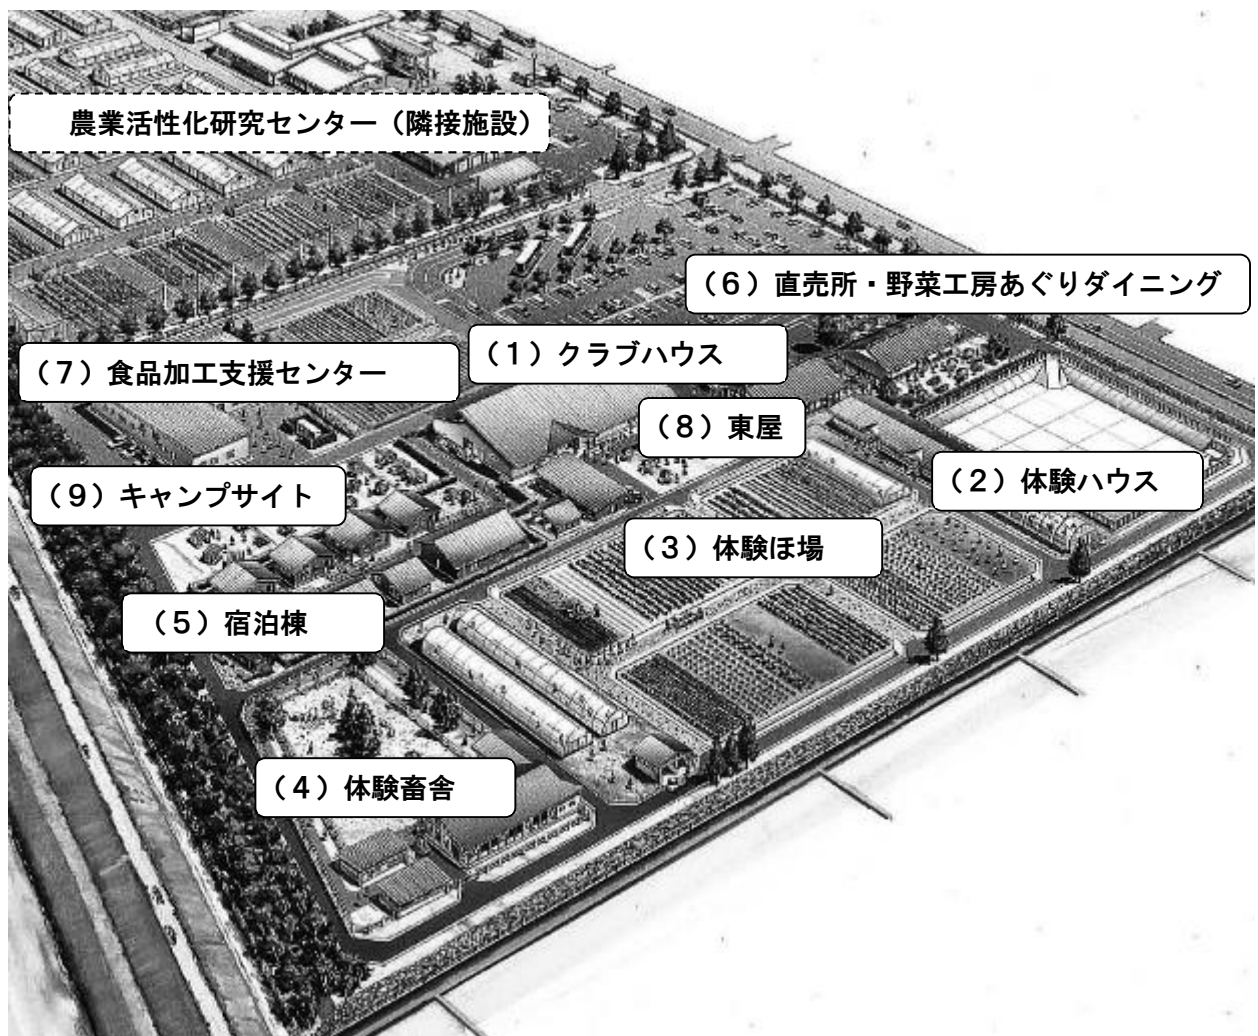 農業活性化研究センター（隣接施設）
（６）直売所・野菜工房あぐりダイニング
（１）クラブハウス
（７）食品加工支援センター
（８）東屋
（２）体験ハウス
（９）キャンプサイト
（３）体験ほ場
（５）宿泊棟
（４）体験畜舎